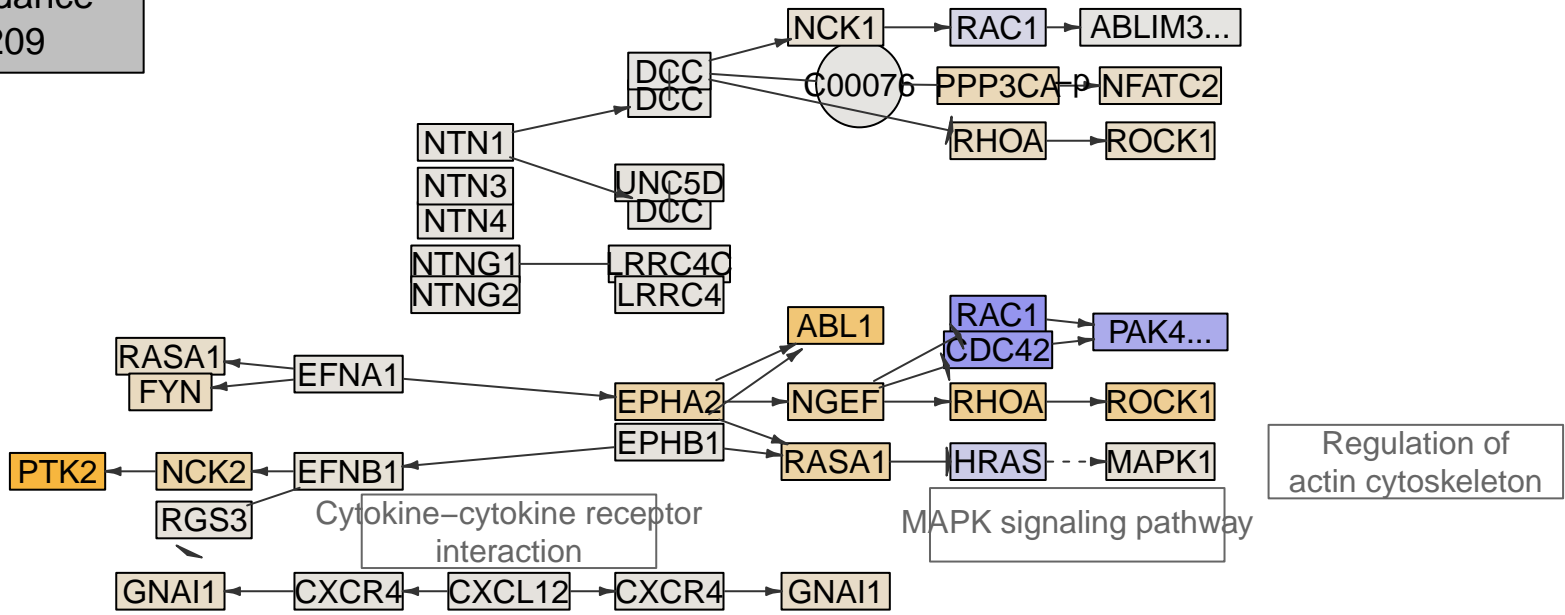 209
NCK1
RAC1
ABLIM3...
DCC
DCC
C00076
PPP3CA
+p
NFATC2
NTN1
RHOA
ROCK1
NTN3
NTN4
UNC5D
DCC
NTNG1
NTNG2
LRRC4C
LRRC4
ABL1
RAC1
CDC42
PAK4...
RASA1
FYN
EFNA1
EPHA2
NGEF
RHOA
ROCK1
EPHB1
PTK2
NCK2
EFNB1
RASA1
HRAS
MAPK1
Regulation of
actin cytoskeleton
RGS3
Cytokine−cytokine receptor
interaction
MAPK signaling pathway
GNAI1
CXCR4
CXCL12
CXCR4
GNAI1